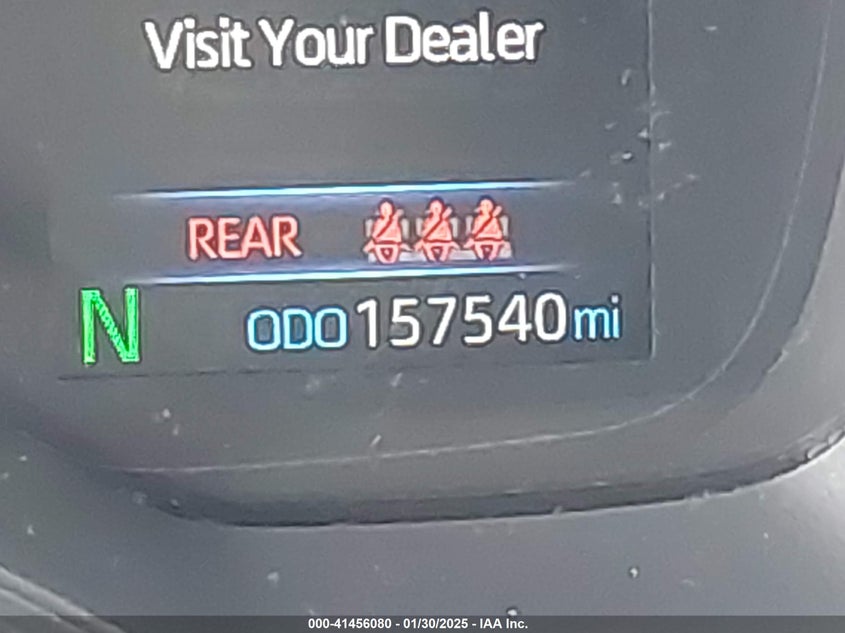 Visit Your Dealer
REAR
N ODO 157540 mi
000-41456080 - 01/30/2025 - IAA Inc.